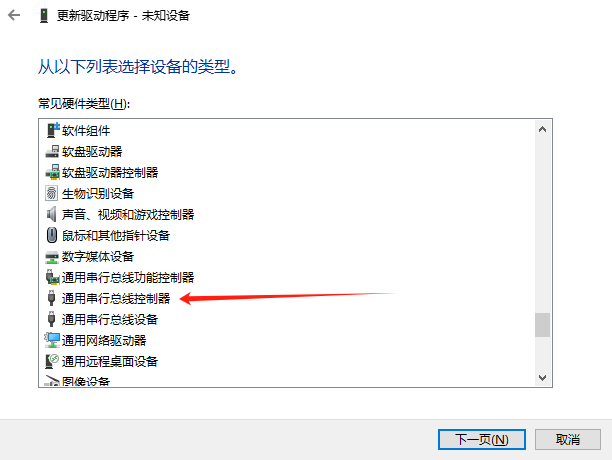 更新驱动程序 - 未知设备
从以下列表选择设备的类型。
常见硬件类型(H):
软件组件
软盘驱动器
软盘驱动器控制器
生物识别设备
声音、视频和游戏控制器
鼠标和其他指针设备
数字媒体设备
通用串行总线功能控制器
通用串行总线控制器
通用串行总线设备
通用网络驱动器
通用远程桌面设备
图像设备
下一页(N)
取消